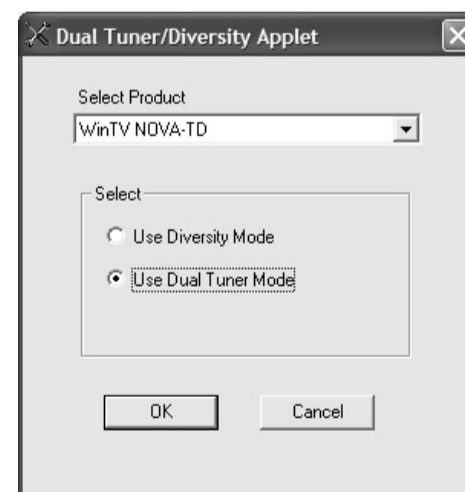 Dual Tuner/Diversity Applet
Select Product
WinTV NOVA-TD
Select
Use Diversity Mode
Use Dual Tuner Mode
OK Cancel